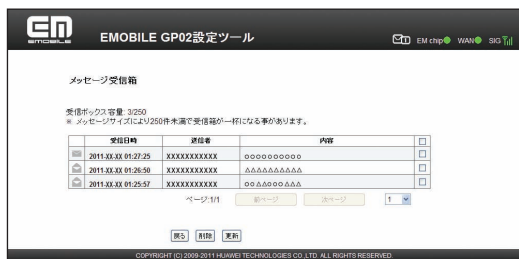 EMOBILE
EMOBILE GP02設定ツール
EM chip WAN SIG
メッセージ受信箱
受信ボックス容量: 3/250
※ メッセージサイズにより250件未満で受信箱が一杯になる事があります。
受信日時 送信者 内容
2011-XX-XX 01:27:25 XXXXXXXXXXX oooooooooo
2011-XX-XX 01:26:50 XXXXXXXXXXX ΔΔΔΔΔΔΔΔΔΔ
2011-XX-XX 01:25:57 XXXXXXXXXXX ooΔΔoooΔΔΔ
ページ:1/1 前ページ 次ページ 1
戻る 削除 更新
COPYRIGHT (C) 2009-2011 HUAWEI TECHNOLOGIES CO.,LTD. ALL RIGHTS RESERVED.